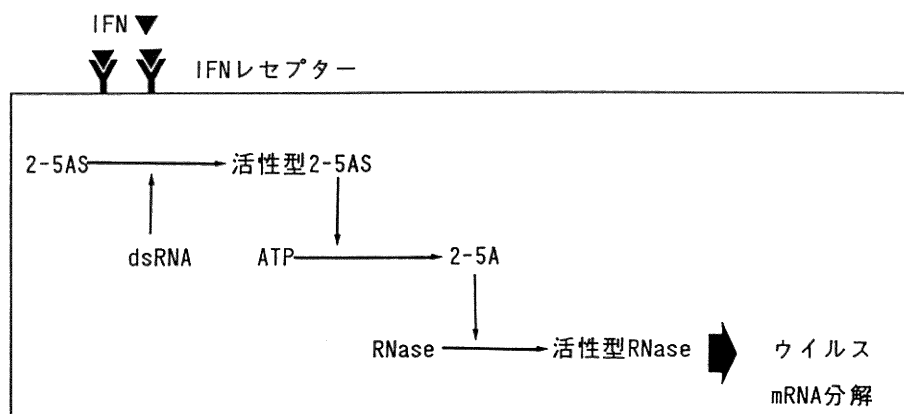 IFN
IFNレセプター
2-5AS 活性型2-5AS
dsRNA ATP 2-5A
RNase 活性型RNase ウイルス
mRNA分解